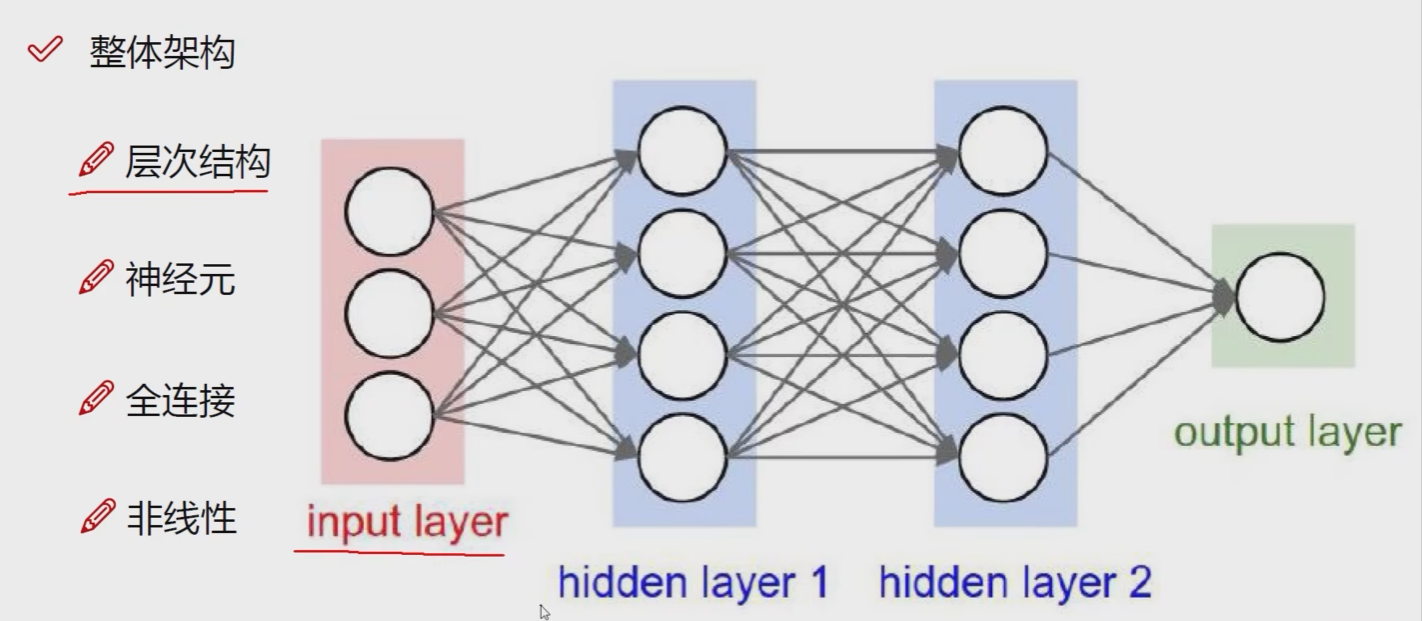 整体架构
层次结构
神经元
全连接
非线性
input layer
hidden layer 1
hidden layer 2
output layer